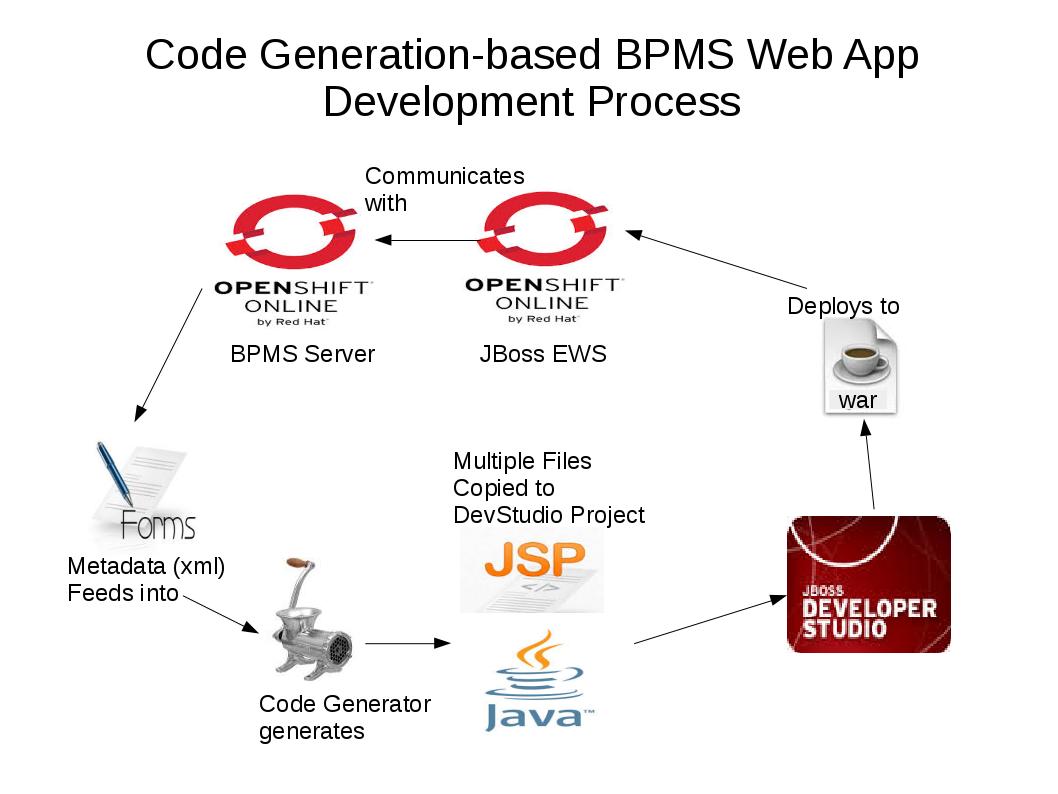 Code Generation-based BPMS Web App
Development Process
Communicates
with
OPENSHIFT
ONLINE
by Red Hat
BPMS Server
OPENSHIFT
ONLINE
by Red Hat
JBoss EWS
Deploys to
war
Forms
Metadata (xml)
Feeds into
Code Generator
generates
Multiple Files
Copied to
DevStudio Project
JSP
</>
Java™
JBOSS
DEVELOPER
STUDIO